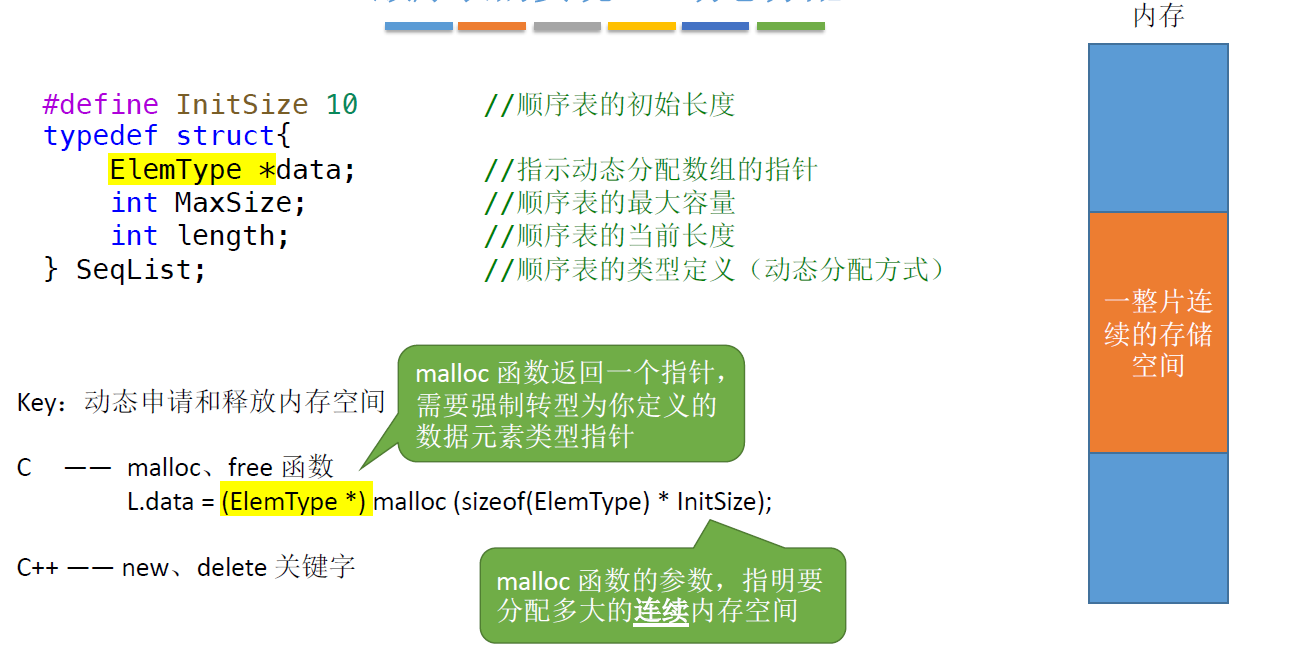 内存
#define InitSize 10 //顺序表的初始长度
typedef struct{
ElemType *data; //指示动态分配数组的指针
int MaxSize; //顺序表的最大容量
int length; //顺序表的当前长度
} SeqList; //顺序表的类型定义（动态分配方式）
一整片连
续的存储
空间
malloc 函数返回一个指针，
需要强制转型为你定义的
数据元素类型指针
Key：动态申请和释放内存空间
C —— malloc、free 函数
L.data = (ElemType *) malloc (sizeof(ElemType) * InitSize);
C++ —— new、delete 关键字
malloc 函数的参数，指明要
分配多大的连续内存空间